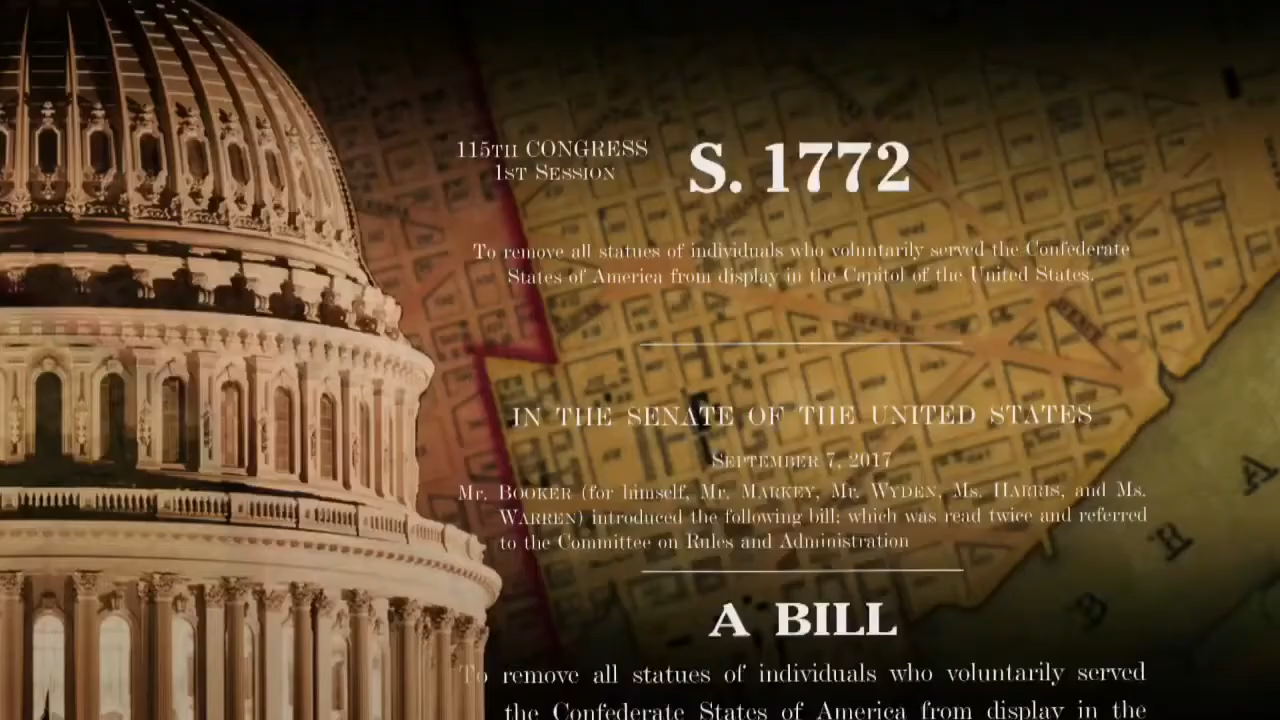 115TH CONGRESS
1ST SESSION
S. 1772
To remove all statues of individuals who voluntarily served the Confederate
States of America from display in the Capitol of the United States.
IN THE SENATE OF THE UNITED STATES
SEPTEMBER 7, 2017
Mr. BOOKER (for himself, Mr. MARKEY, Mr. WYDEN, Ms. HARRIS, and Ms.
WARREN) introduced the following bill; which was read twice and referred
to the Committee on Rules and Administration
A BILL
To remove all statues of individuals who voluntarily served
the Confederate States of America from display in the